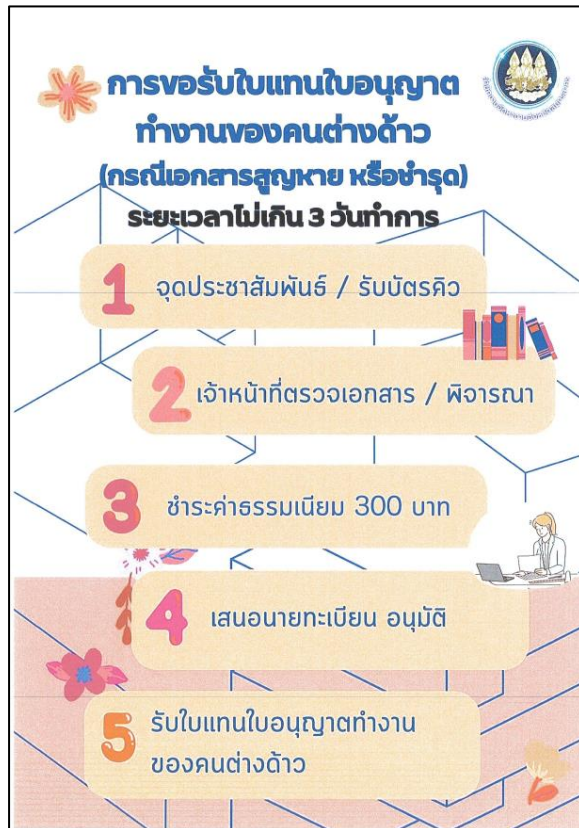 การขอรับใบแทนใบอนุญาต
ทำงานของคนต่างด้าว
(กรณีเอกสารสูญหาย หรือชำรุด)
ระยะเวลาไม่เกิน 3 วันทำการ
1 จุดประชาสัมพันธ์ / รับบัตรคิว
2 เจ้าหน้าที่ตรวจเอกสาร / พิจารณา
3 ชำระค่าธรรมเนียม 300 บาท
4 เสนอนายทะเบียน อนุมัติ
5 รับใบแทนใบอนุญาตทำงาน
ของคนต่างด้าว